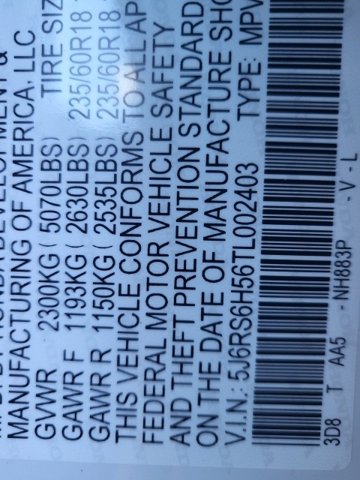 MANUFACTURING OF AMERICA, LLC
GVWR 2300KG ( 5070LBS) TIRE SIZ
GAWR F 1193KG ( 2630LBS) 235/60R18
GAWR R 1150KG ( 2535LBS) 235/60R18
THIS VEHICLE CONFORMS TO ALL AP
FEDERAL MOTOR VEHICLE SAFETY
AND THEFT PREVENTION STANDARD
ON THE DATE OF MANUFACTURE SHO
V.I.N.: 5J6RS6H56TL002403 TYPE: MPV
3D8 T AA5 - NH883P - V - L